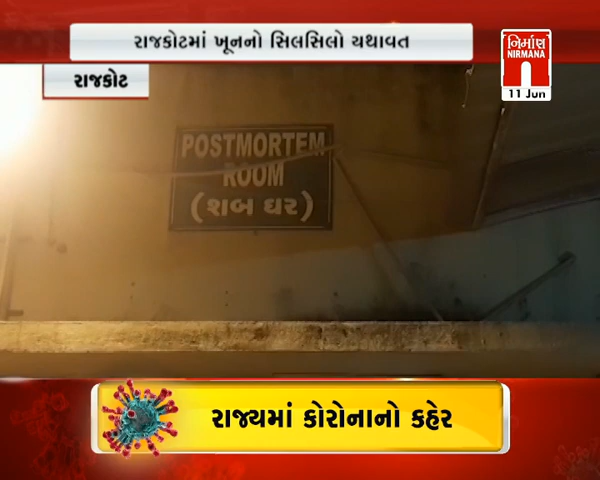 રાજકોટમાં ખૂનનો સિલસિલો યથાવત
નિર્માણ
NIRMANA
11 Jun
રાજકોટ
POSTMORTEM
ROOM
(શબ ઘર)
રાજ્યમાં કોરોનાનો કહેર